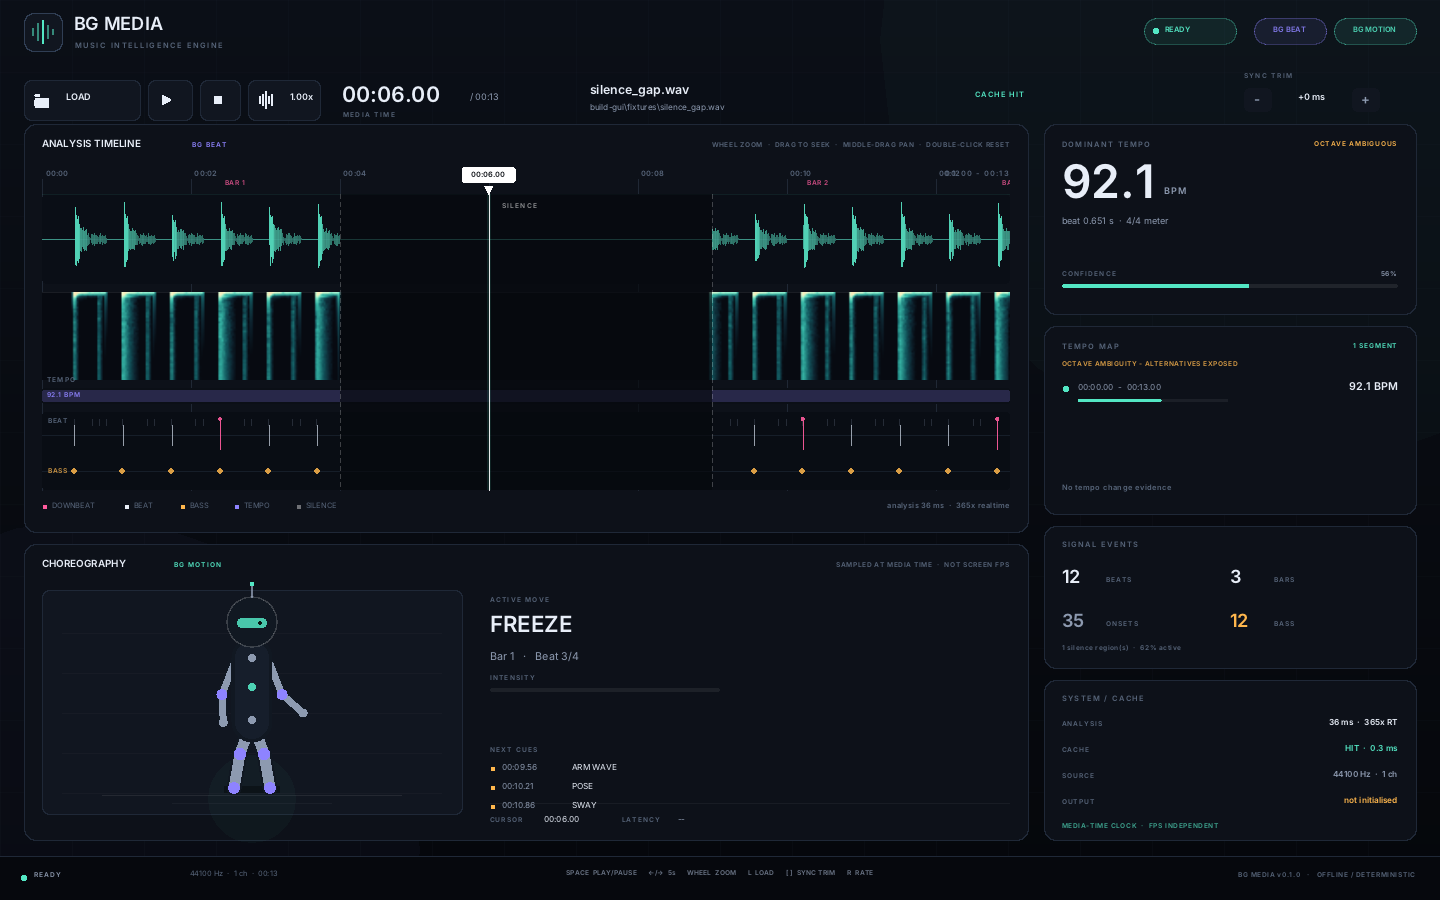 BG MEDIA
MUSIC INTELLIGENCE ENGINE
READY
BG BEAT
BG MOTION
LOAD
1.00x
00:06.00
/ 00:13
MEDIA TIME
silence_gap.wav
build-gui\fixtures\silence_gap.wav
CACHE HIT
SYNC TRIM
-
+0 ms
+
ANALYSIS TIMELINE
BG BEAT
WHEEL ZOOM · DRAG TO SEEK · MIDDLE-DRAG PAN · DOUBLE-CLICK RESET
00:00
00:02
00:04
00:06.00
00:08
00:10
00 - 00:13
BAR 1
BAR 2
BA
SILENCE
TEMPO
92.1 BPM
BEAT
BASS
DOWNBEAT
BEAT
BASS
TEMPO
SILENCE
analysis 36 ms · 365x realtime
DOMINANT TEMPO
OCTAVE AMBIGUOUS
92.1 BPM
beat 0.651 s · 4/4 meter
CONFIDENCE
56%
TEMPO MAP
1 SEGMENT
OCTAVE AMBIGUITY - ALTERNATIVES EXPOSED
00:00.00 - 00:13.00
92.1 BPM
No tempo change evidence
SIGNAL EVENTS
12 BEATS
3 BARS
35 ONSETS
12 BASS
1 silence region(s) · 62% active
SYSTEM / CACHE
ANALYSIS
36 ms · 365x RT
CACHE
HIT · 0.3 ms
SOURCE
44100 Hz · 1 ch
OUTPUT
not initialised
MEDIA-TIME CLOCK · FPS INDEPENDENT
CHOREOGRAPHY
BG MOTION
SAMPLED AT MEDIA TIME · NOT SCREEN FPS
ACTIVE MOVE
FREEZE
Bar 1 · Beat 3/4
INTENSITY
NEXT CUES
00:09.56 ARM WAVE
00:10.21 POSE
00:10.86 SWAY
CURSOR 00:06.00 LATENCY --
READY
44100 Hz · 1 ch · 00:13
SPACE PLAY/PAUSE ←/→ 5s WHEEL ZOOM L LOAD [ ] SYNC TRIM R RATE
BG MEDIA v0.1.0 · OFFLINE / DETERMINISTIC